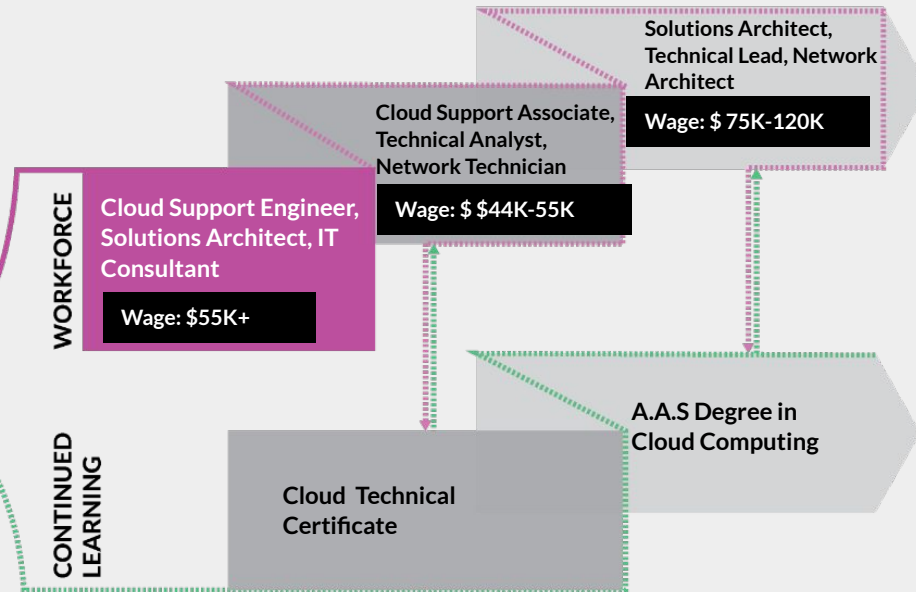 Solutions Architect,
Technical Lead, Network
Architect
Wage: $ 75K-120K
Cloud Support Associate,
Technical Analyst,
Network Technician
Wage: $ $44K-55K
WORKFORCE
Cloud Support Engineer,
Solutions Architect, IT
Consultant
Wage: $55K+
CONTINUED
LEARNING
A.A.S Degree in
Cloud Computing
Cloud Technical
Certificate